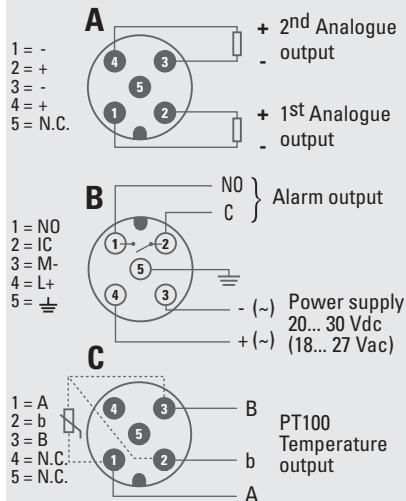 A
+ 2nd Analogue
output
-
1 = -
2 = +
3 = -
4 = +
5 = N.C.
4
3
5
1
2
+ 1st Analogue
output
-
B
NO
C
} Alarm output
1 = NO
2 = IC
3 = M-
4 = L+
5 = ⏚
1
2
5
4
3
- (~)
+ (~)
Power supply
20... 30 Vdc
(18... 27 Vac)
C
1 = A
2 = b
3 = B
4 = N.C.
5 = N.C.
4
3
5
1
2
B
b
A
PT100
Temperature
output